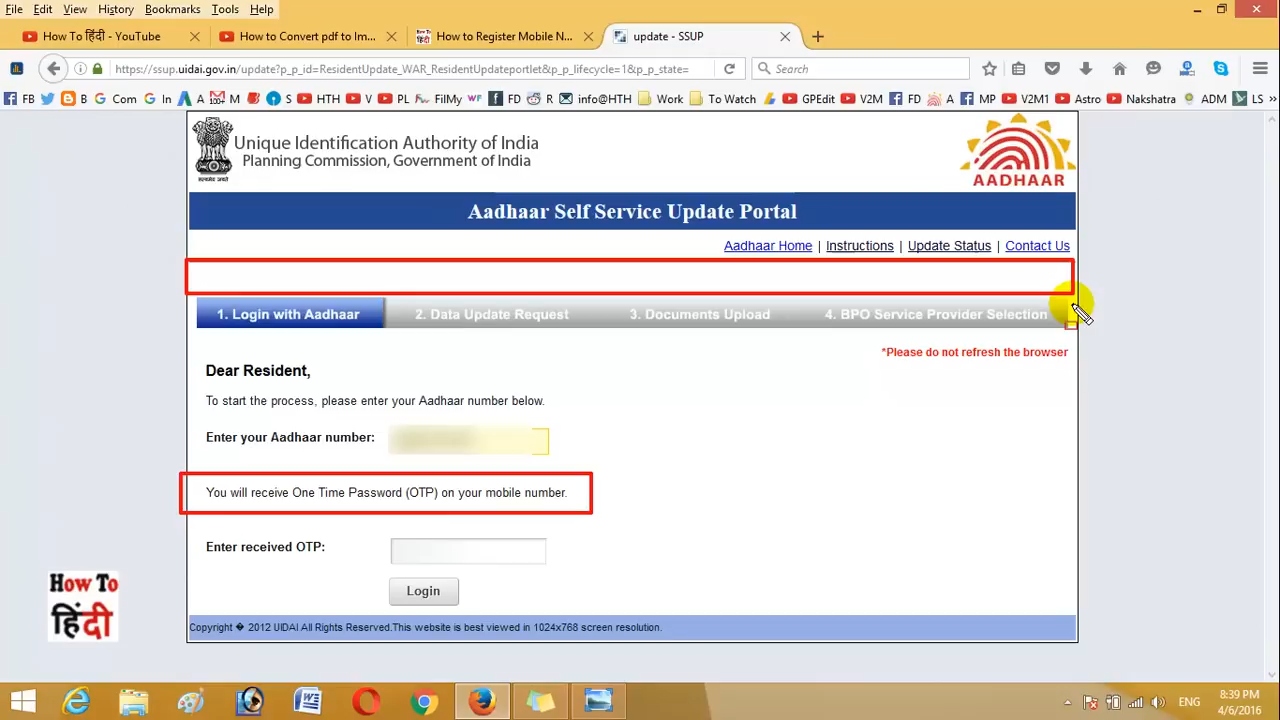 File Edit View History Bookmarks Tools Help
How To हिंदी - YouTube
How to Convert pdf to Im...
How to Register Mobile N...
update - SSUP
https://ssup.uidai.gov.in/update?p_p_id=ResidentUpdate_WAR_ResidentUpdateportlet&p_p_lifecycle=1&p_p_state=
Search
FB B G Com G In A M I S HTH V PL FilMy FD R info@HTH Work To Watch GPEdit V2M FD A MP V2M1 Astro Nakshatra ADM LS »
Unique Identification Authority of India
Planning Commission, Government of India
AADHAAR
Aadhaar Self Service Update Portal
Aadhaar Home | Instructions | Update Status | Contact Us
1. Login with Aadhaar 2. Data Update Request 3. Documents Upload 4. BPO Service Provider Selection
*Please do not refresh the browser
Dear Resident,
To start the process, please enter your Aadhaar number below.
Enter your Aadhaar number:
You will receive One Time Password (OTP) on your mobile number.
Enter received OTP:
Login
How To
हिंदी
Copyright � 2012 UIDAI All Rights Reserved.This website is best viewed in 1024x768 screen resolution.
ENG
8:39 PM
4/6/2016